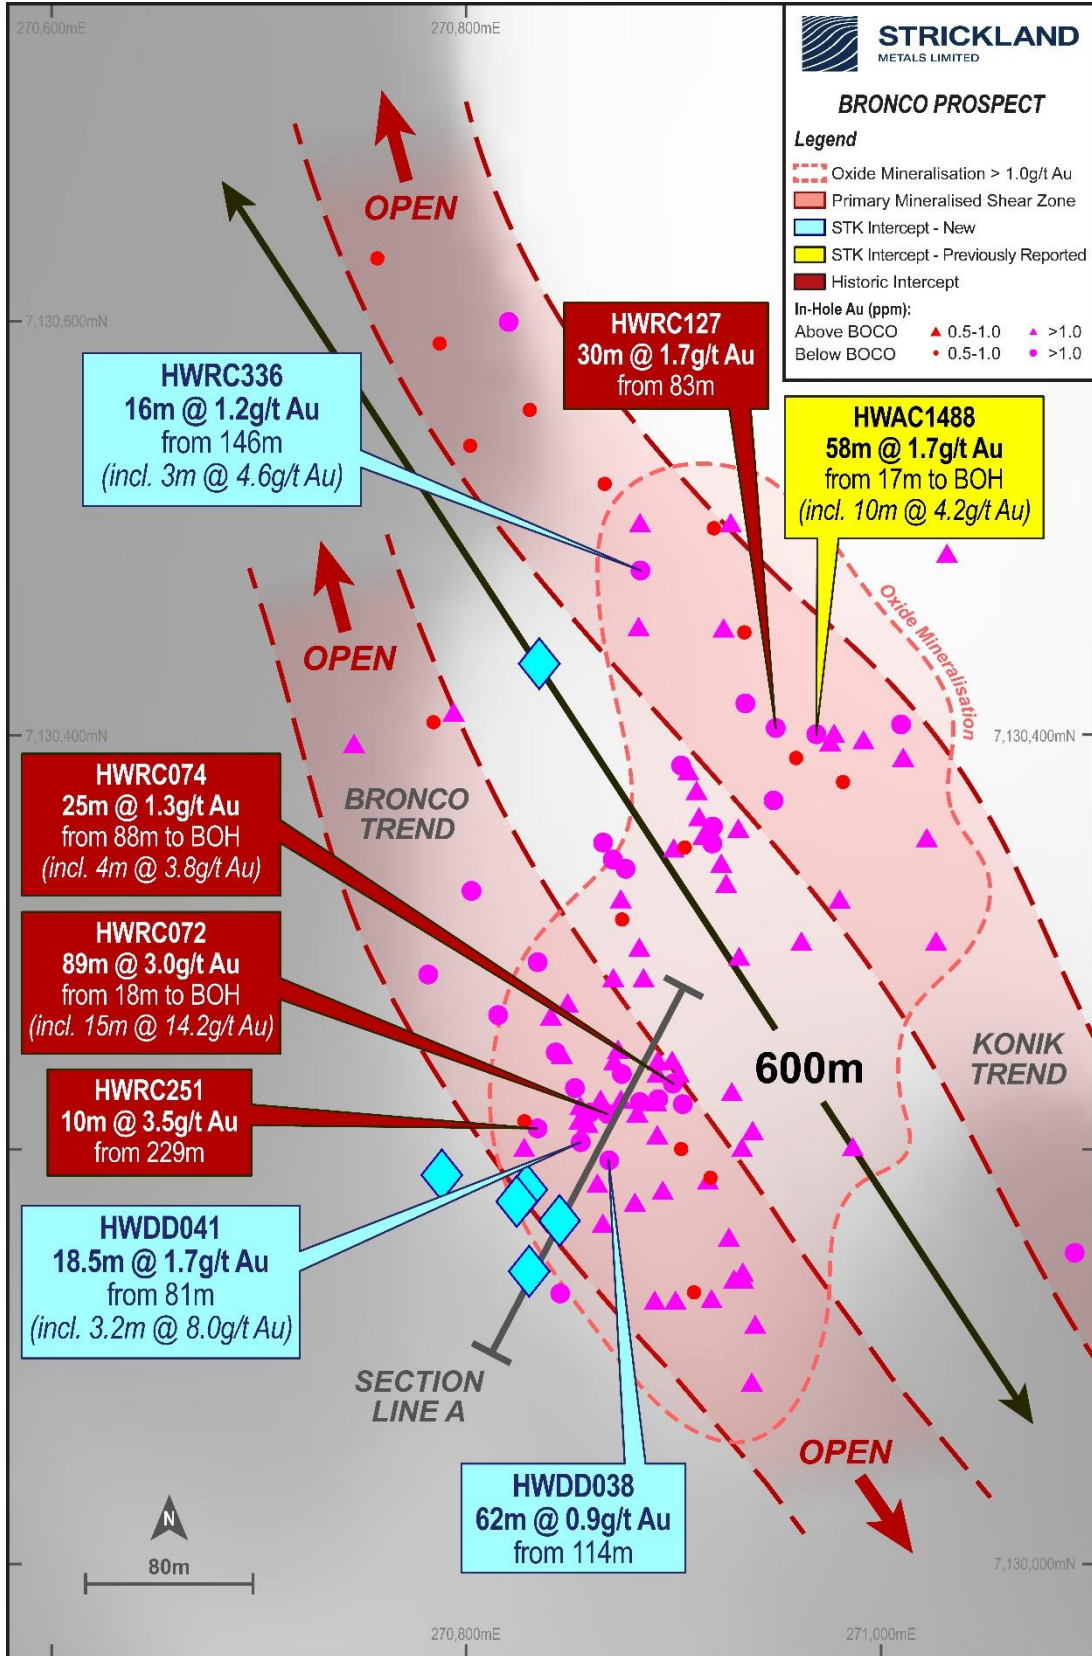 270,600mE
270,800mE
STRICKLAND
METALS LIMITED
BRONCO PROSPECT
Legend
Oxide Mineralisation > 1.0g/t Au
Primary Mineralised Shear Zone
STK Intercept - New
STK Intercept - Previously Reported
Historic Intercept
In-Hole Au (ppm):
Above BOCO 0.5-1.0 >1.0
Below BOCO 0.5-1.0 >1.0
OPEN
7,130,600mN
HWRC127
30m @ 1.7g/t Au
from 83m
HWRC336
16m @ 1.2g/t Au
from 146m
(incl. 3m @ 4.6g/t Au)
HWAC1488
58m @ 1.7g/t Au
from 17m to BOH
(incl. 10m @ 4.2g/t Au)
Oxide Mineralisation
OPEN
7,130,400mN
BRONCO
TREND
HWRC074
25m @ 1.3g/t Au
from 88m to BOH
(incl. 4m @ 3.8g/t Au)
HWRC072
89m @ 3.0g/t Au
from 18m to BOH
(incl. 15m @ 14.2g/t Au)
600m
KONIK
TREND
HWRC251
10m @ 3.5g/t Au
from 229m
HWDD041
18.5m @ 1.7g/t Au
from 81m
(incl. 3.2m @ 8.0g/t Au)
SECTION
LINE A
OPEN
HWDD038
62m @ 0.9g/t Au
from 114m
N
80m
7,130,000mN
270,800mE
271,000mE